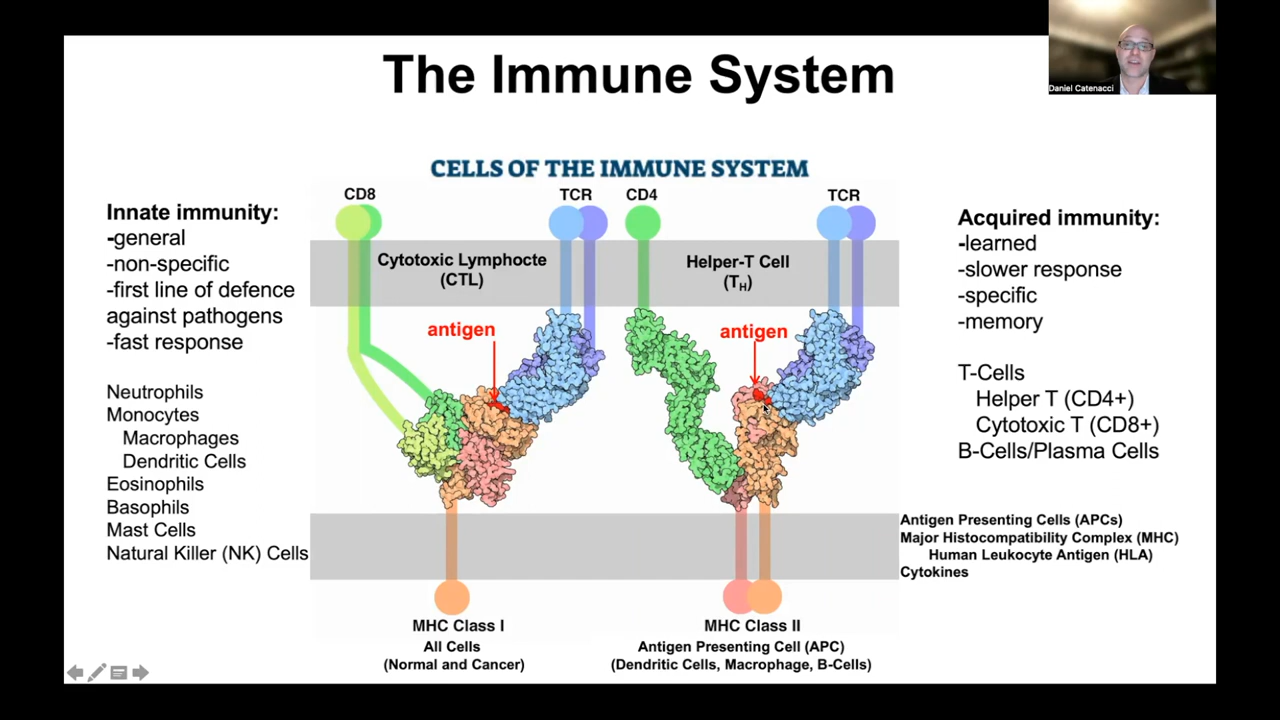 The Immune System
Daniel Catenacci
CELLS OF THE IMMUNE SYSTEM
Innate immunity:
-general
-non-specific
-first line of defence
against pathogens
-fast response
Neutrophils
Monocytes
Macrophages
Dendritic Cells
Eosinophils
Basophils
Mast Cells
Natural Killer (NK) Cells
CD8
TCR
CD4
TCR
Cytotoxic Lymphocte
(CTL)
Helper-T Cell
(TH)
antigen
antigen
MHC Class I
All Cells
(Normal and Cancer)
MHC Class II
Antigen Presenting Cell (APC)
(Dendritic Cells, Macrophage, B-Cells)
Acquired immunity:
-learned
-slower response
-specific
-memory
T-Cells
Helper T (CD4+)
Cytotoxic T (CD8+)
B-Cells/Plasma Cells
Antigen Presenting Cells (APCs)
Major Histocompatibility Complex (MHC)
Human Leukocyte Antigen (HLA)
Cytokines